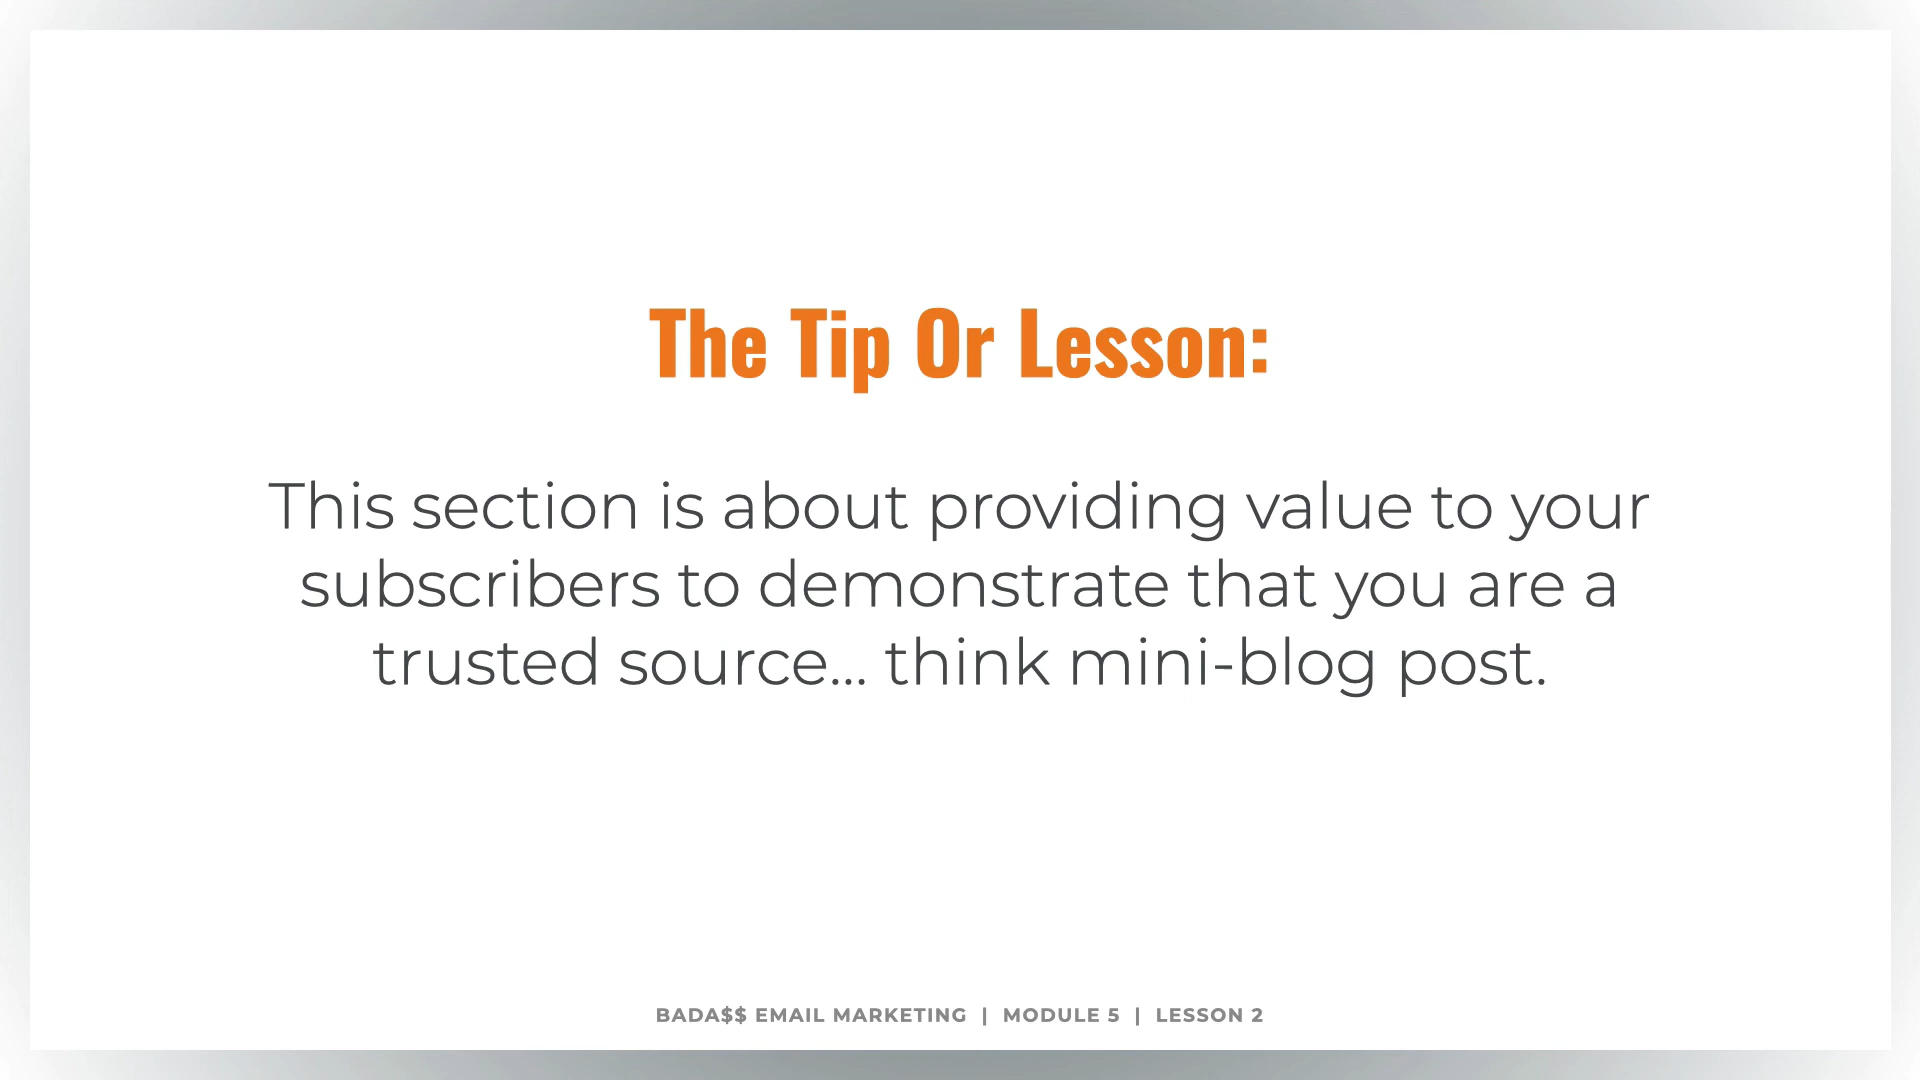 The Tip Or Lesson:
This section is about providing value to your
subscribers to demonstrate that you are a
trusted source... think mini-blog post.
BADA$$ EMAIL MARKETING | MODULE 5 | LESSON 2